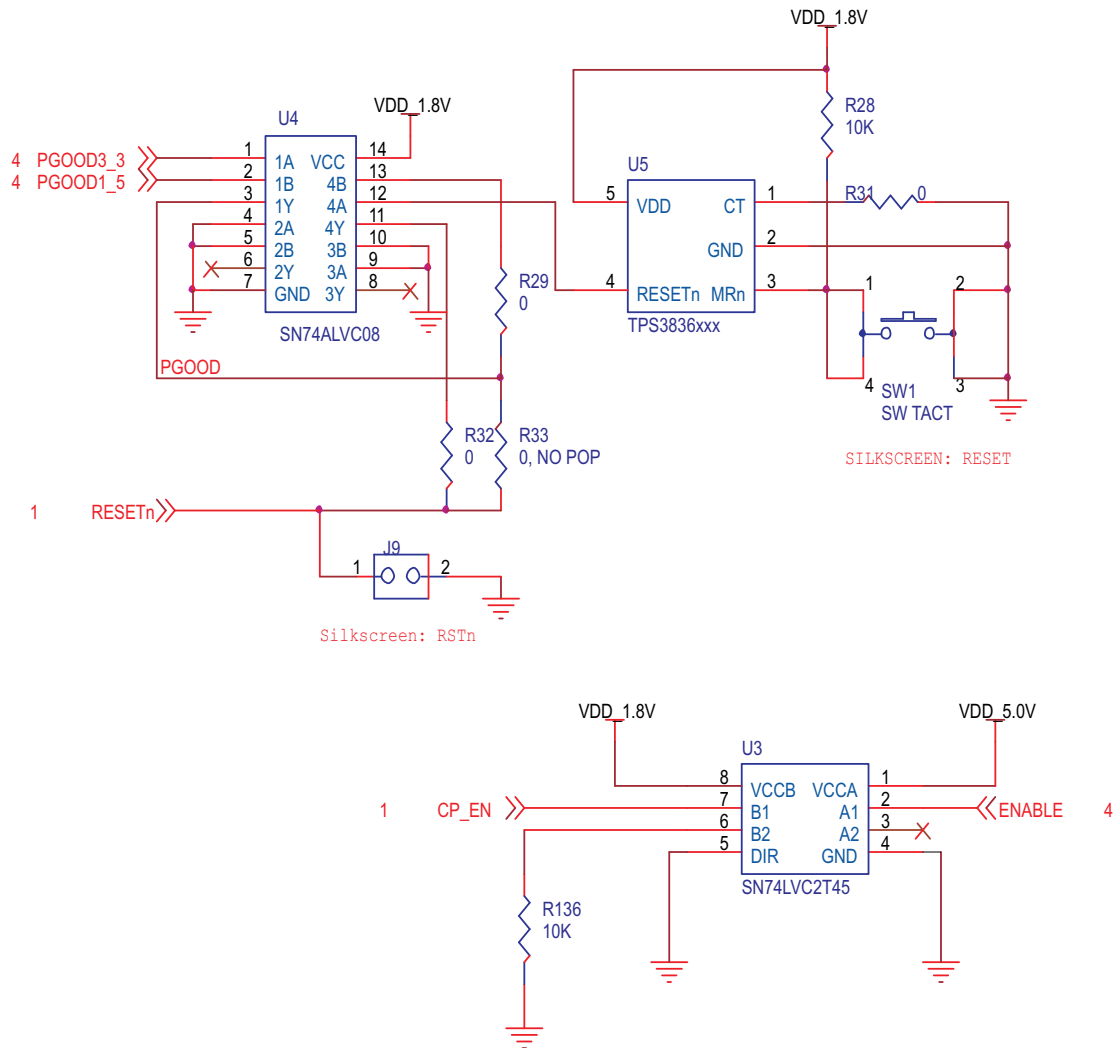 VDD_1.8V
U4
VDD_1.8V
R28
10K
4 PGOOD3_3
4 PGOOD1_5
1 1A VCC 14
2 1B 4B 13
3 1Y 4A 12
4 2A 4Y 11
5 2B 3B 10
6 2Y 3A 9
7 GND 3Y 8
SN74ALVC08
U5
5 VDD CT 1
GND 2
4 RESETn MRn 3
TPS3836xxx
R31 0
R29
0
1 2
4 3
SW1
SW TACT
SILKSCREEN: RESET
PGOOD
R32
0
R33
0, NO POP
1 RESETn
J9
1 2
Silkscreen: RSTn
VDD_1.8V
VDD_5.0V
U3
8 VCCB VCCA 1
1 CP_EN 7 B1 A1 2 ENABLE 4
6 B2 A2 3
5 DIR GND 4
SN74LVC2T45
R136
10K